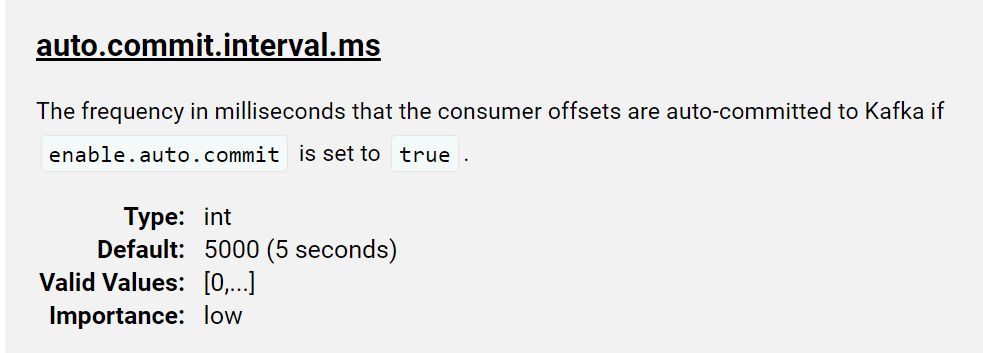 auto.commit.interval.ms
The frequency in milliseconds that the consumer offsets are auto-committed to Kafka if
enable.auto.commit is set to true .
Type: int
Default: 5000 (5 seconds)
Valid Values: [0,...]
Importance: low